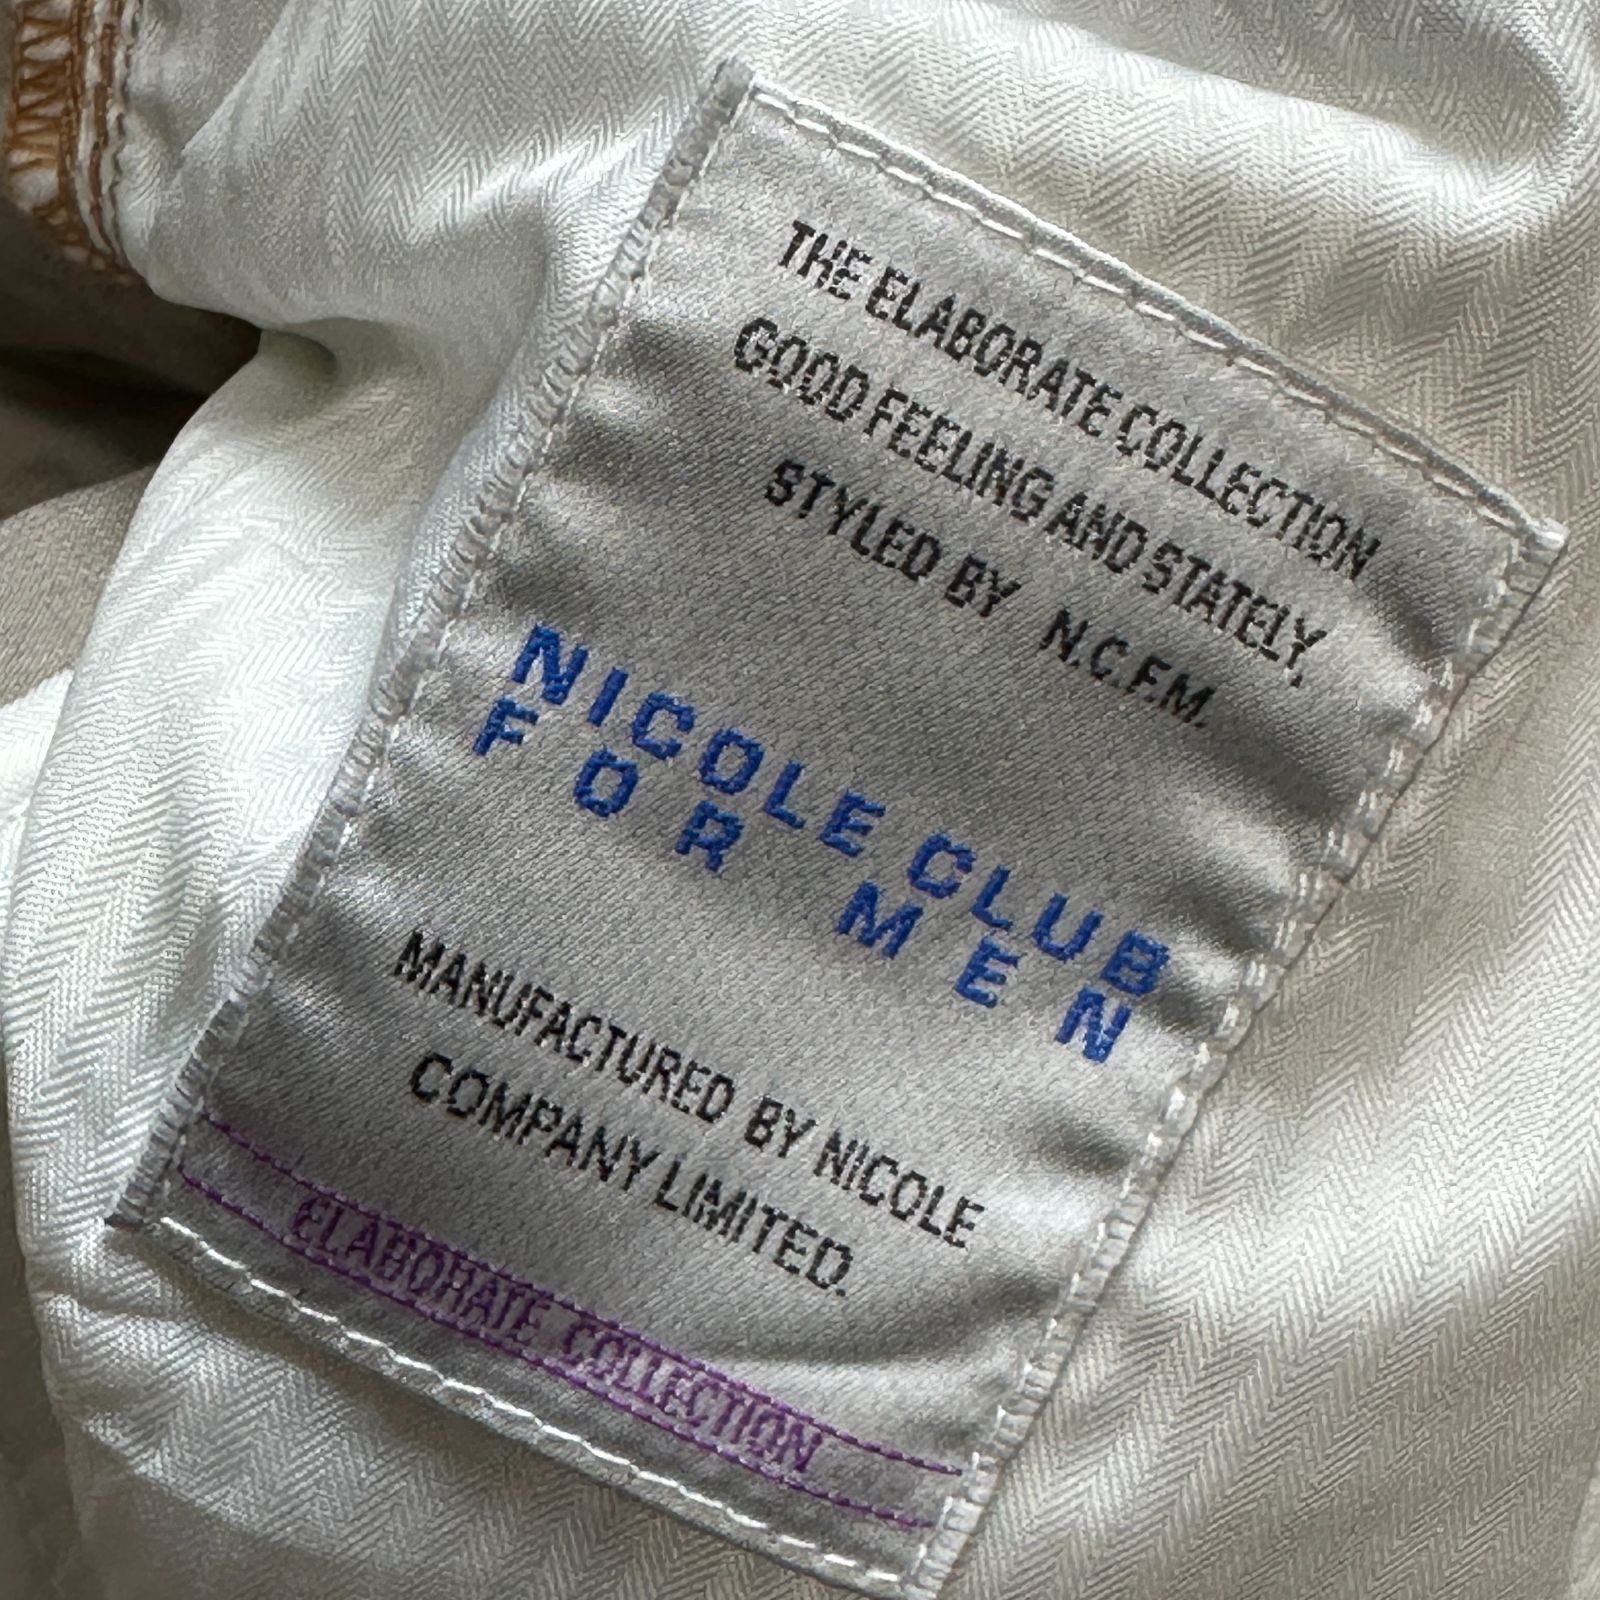 THE ELABORATE COLLECTION
GOOD FEELING AND STATELY,
STYLED BY N.C.F.M.
NICOLE CLUB
FOR MEN
MANUFACTURED BY NICOLE
COMPANY LIMITED.
ELABORATE COLLECTION